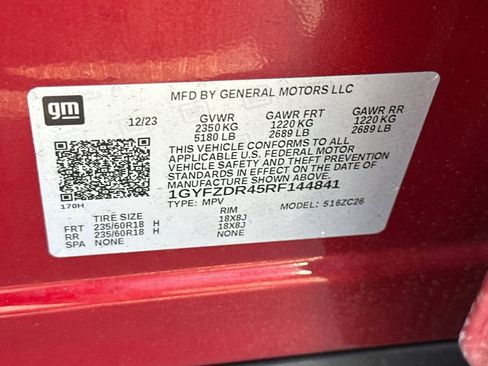 gm
MFD BY GENERAL MOTORS LLC
12/23 GVWR GAWR FRT GAWR RR
2350 KG 1220 KG 1220 KG
5180 LB 2689 LB 2689 LB
THIS VEHICLE CONFORMS TO ALL
APPLICABLE U.S. FEDERAL MOTOR
VEHICLE SAFETY AND THEFT PREVENTION
STANDARDS IN EFFECT ON THE DATE OF
MANUFACTURE SHOWN ABOVE.
1GYFZDR45RF144841
170H TYPE: MPV MODEL: 516ZC26
TIRE SIZE RIM
FRT 235/60R18 H 18X8J
RR 235/60R18 H 18X8J
SPA NONE NONE